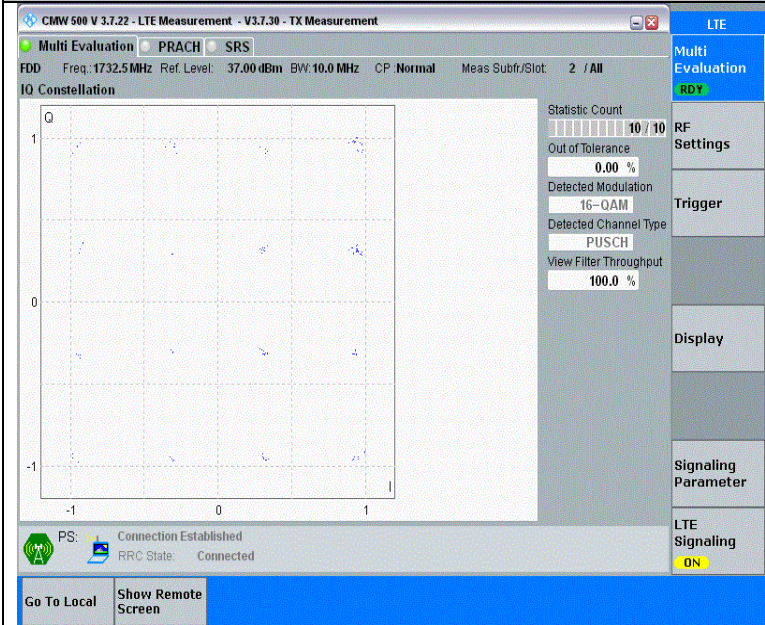 CMW 500 V 3.7.22 - LTE Measurement - V3.7.30 - TX Measurement
LTE
Multi Evaluation PRACH SRS
FDD Freq.: 1732.5 MHz Ref. Level: 37.00 dBm BW: 10.0 MHz CP :Normal Meas Subfr./Slot: 2 / All
IQ Constellation
Q
1
0
-1
-1 0 1
I
Statistic Count
10 / 10
Out of Tolerance
0.00 %
Detected Modulation
16-QAM
Detected Channel Type
PUSCH
View Filter Throughput
100.0 %
Multi
Evaluation
RDY
RF
Settings
Trigger
Display
Signaling
Parameter
LTE
Signaling
ON
PS: Connection Established
RRC State: Connected
Go To Local
Show Remote
Screen